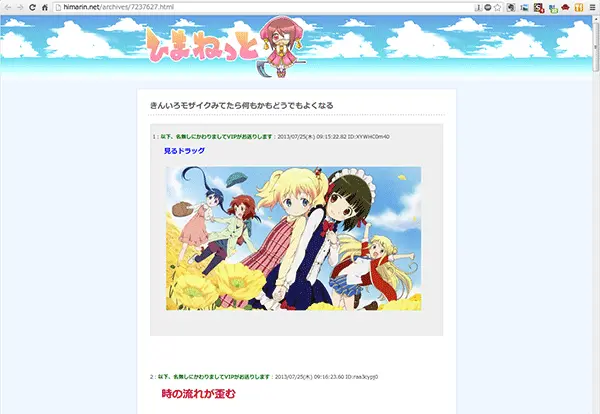 himarin.net/archives/7237627.html
ひまねっと
きんいろモザイクみてたら何もかもどうでもよくなる
1：以下、名無しにかわりましてVIPがお送りします：2013/07/25(木) 09:15:22.82 ID:XYWHC0m40
見るドラッグ
2：以下、名無しにかわりましてVIPがお送りします：2013/07/25(木) 09:16:23.60 ID:raa3cypj0
時の流れが歪む